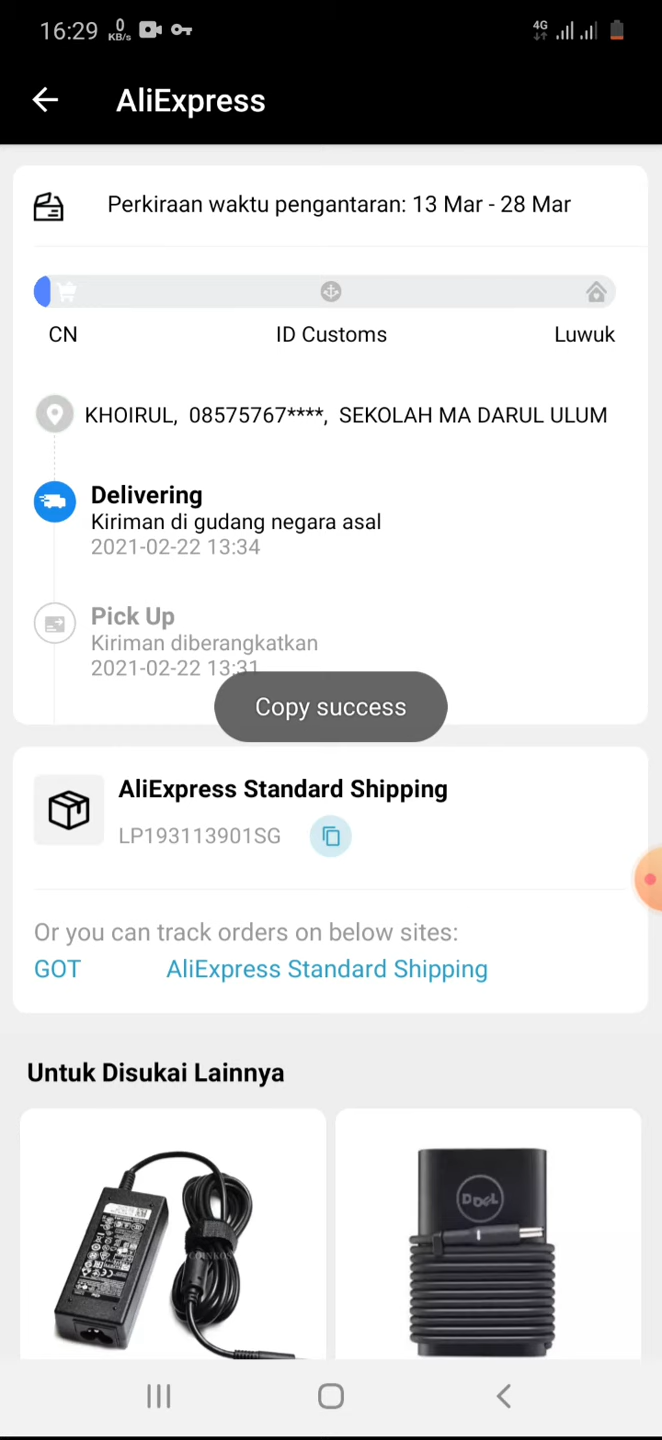 16:29 0 KB/s 4G
AliExpress
Perkiraan waktu pengantaran: 13 Mar - 28 Mar
CN ID Customs Luwuk
KHOIRUL, 08575767****, SEKOLAH MA DARUL ULUM
Delivering
Kiriman di gudang negara asal
2021-02-22 13:34
Pick Up
Kiriman diberangkatkan
2021-02-22 13:31
Copy success
AliExpress Standard Shipping
LP193113901SG
Or you can track orders on below sites:
GOT AliExpress Standard Shipping
Untuk Disukai Lainnya
DELL